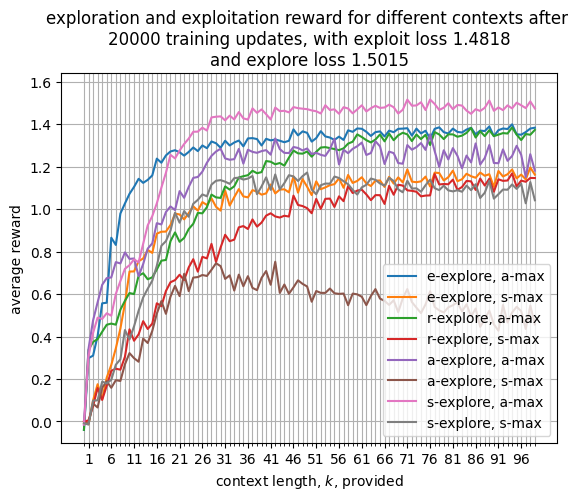 exploration and exploitation reward for different contexts after
20000 training updates, with exploit loss 1.4818
and explore loss 1.5015
1.6
1.4
1.2
1.0
0.8
0.6
0.4
0.2
0.0
average reward
e-explore, a-max
e-explore, s-max
r-explore, a-max
r-explore, s-max
a-explore, a-max
a-explore, s-max
s-explore, a-max
s-explore, s-max
1 6 11 16 21 26 31 36 41 46 51 56 61 66 71 76 81 86 91 96
context length, k, provided